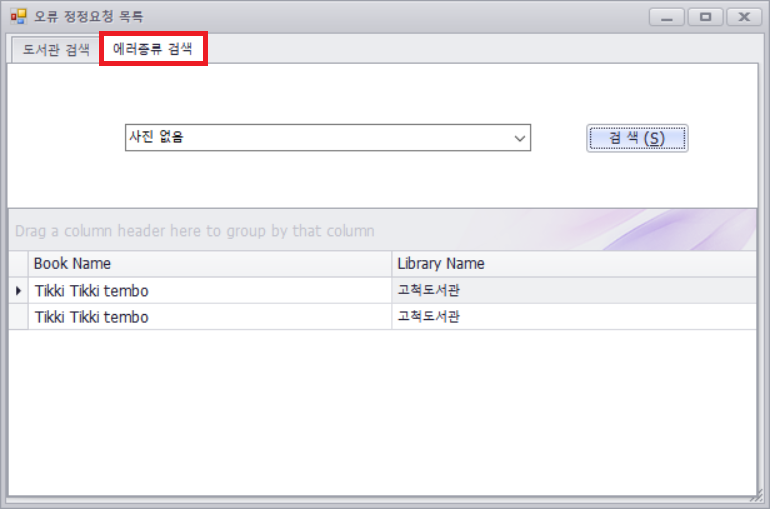 오류 정정요청 목록
도서관 검색 에러종류 검색
사진 없음 검 색 (S)
Drag a column header here to group by that column
Book Name Library Name
Tikki Tikki tembo 고척도서관
Tikki Tikki tembo 고척도서관